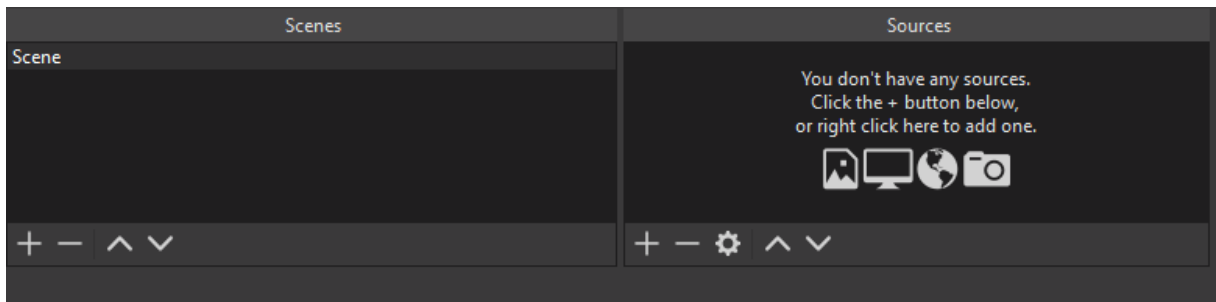 Scenes
Sources
Scene
You don't have any sources.
Click the + button below,
or right click here to add one.